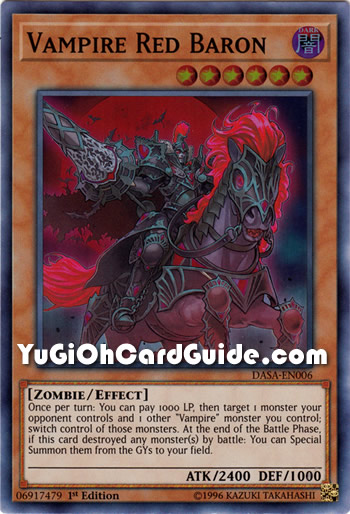 VAMPIRE RED BARON
DARK
闇
YuGiOhCardGuide.com
DASA-EN006
[ZOMBIE/EFFECT]
Once per turn: You can pay 1000 LP, then target 1 monster your
opponent controls and 1 other "Vampire" monster you control;
switch control of those monsters. At the end of the Battle Phase,
if this card destroyed any monster(s) by battle: You can Special
Summon them from the GYs to your field.
ATK/2400 DEF/1000
06917479 1st Edition ©1996 KAZUKI TAKAHASHI